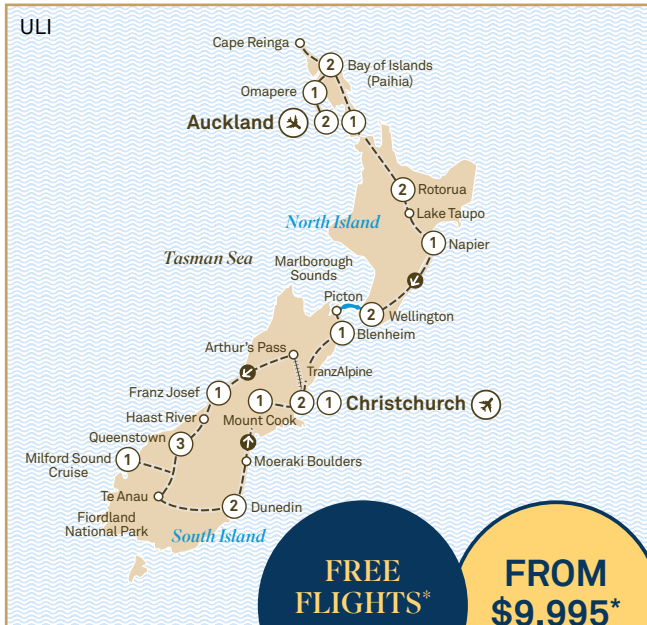 ULI
Cape Reinga
2
Bay of Islands
(Paihia)
Omapere
1
Auckland
2
1
2
Rotorua
Lake Taupo
North Island
1
Napier
Tasman Sea
Marlborough
Sounds
Picton
2
Wellington
1
Blenheim
Arthur's Pass
TranzAlpine
Franz Josef
1
1
2
1
Christchurch
Mount Cook
Haast River
Queenstown
3
Milford Sound
Cruise
1
Moeraki Boulders
Te Anau
2
Dunedin
Fiordland
National Park
South Island
FREE
FLIGHTS*
FROM
$9,995*